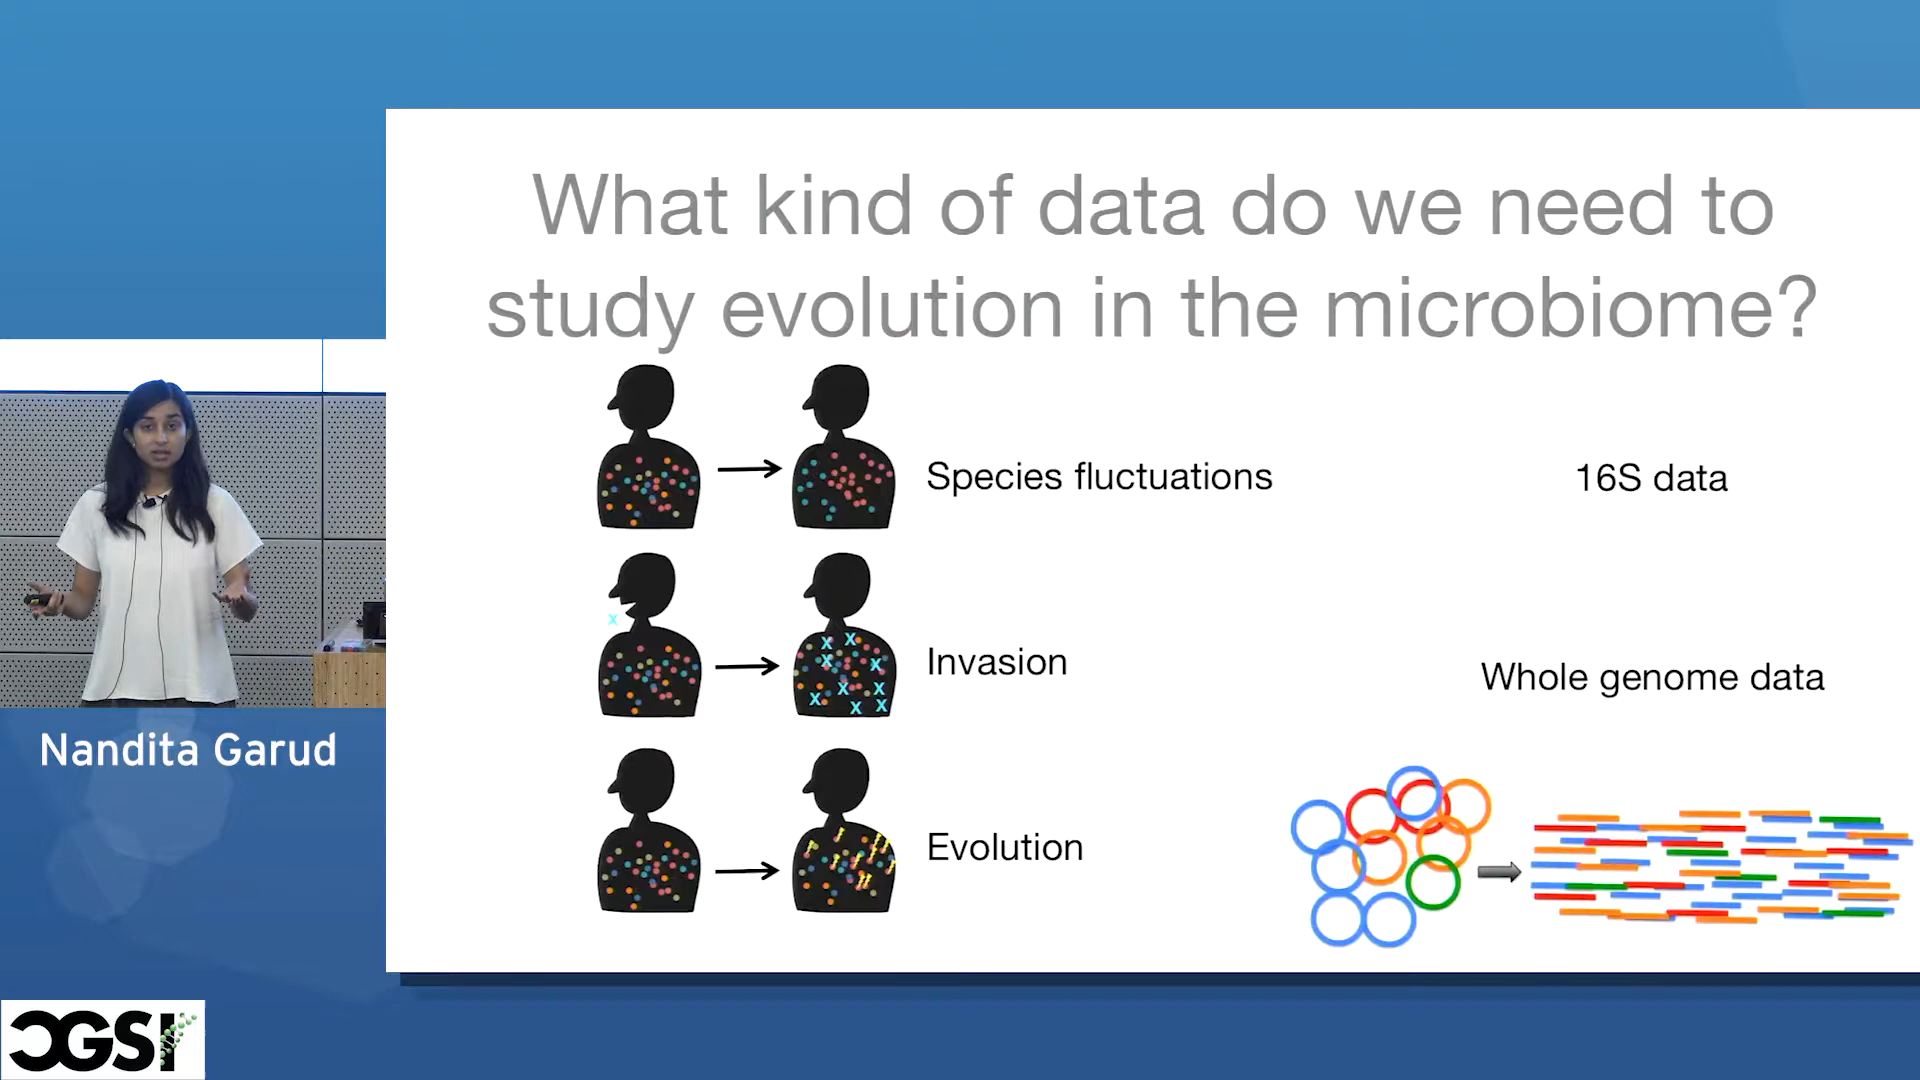 What kind of data do we need to
study evolution in the microbiome?
Species fluctuations
16S data
x
x x
x
x
x x
x x x
Invasion
Whole genome data
Evolution
Nandita Garud
CGSI